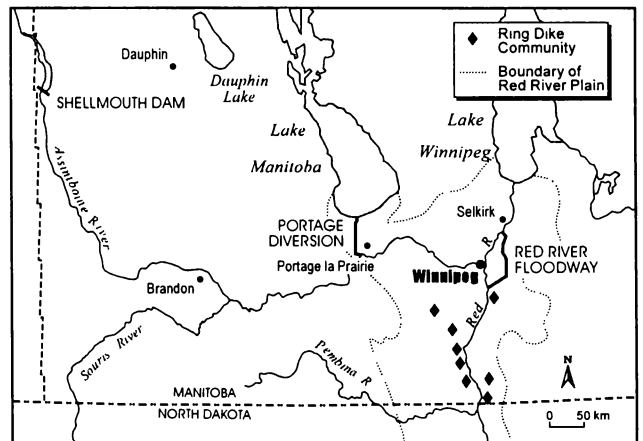 Ring Dike
Community
Boundary of
Red River Plain
Dauphin
Dauphin
Lake
SHELLMOUTH DAM
Lake
Manitoba
Lake
Winnipeg
Assiniboine River
PORTAGE
DIVERSION
Selkirk
Portage la Prairie
Winnipeg
RED RIVER
FLOODWAY
Brandon
Red
R.
Souris River
Pembina R
MANITOBA
NORTH DAKOTA
N
0 50 km